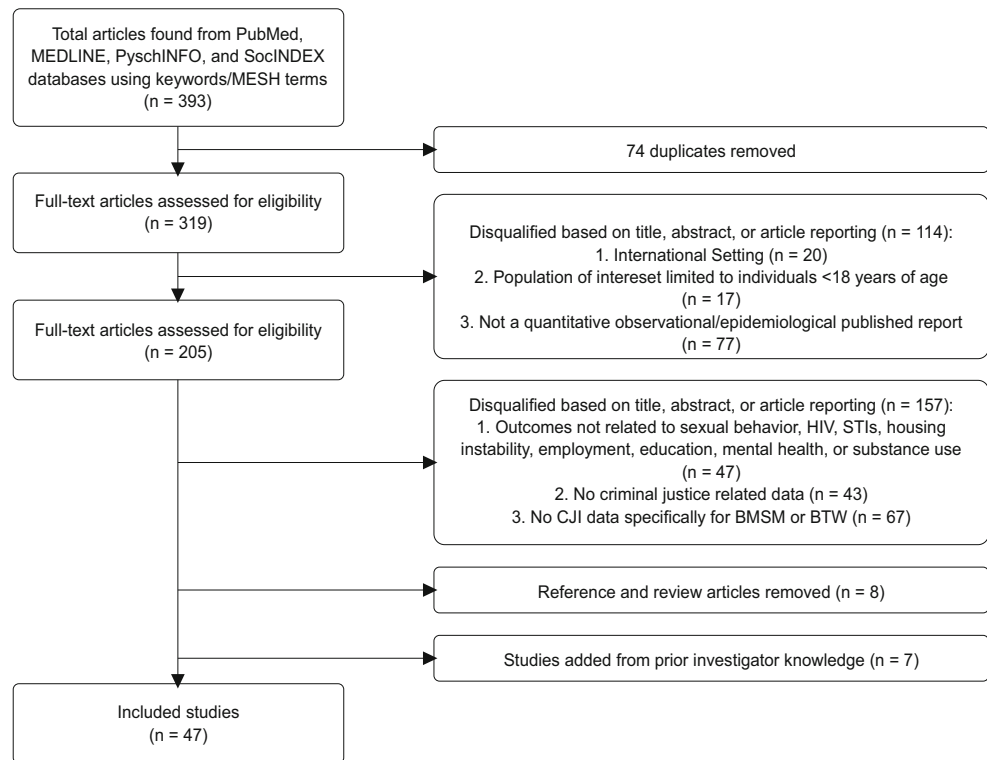 Total articles found from PubMed,
MEDLINE, PyschINFO, and SocINDEX
databases using keywords/MESH terms
(n = 393)
74 duplicates removed
Full-text articles assessed for eligibility
(n = 319)
Disqualified based on title, abstract, or article reporting (n = 114):
1. International Setting (n = 20)
2. Population of intereset limited to individuals <18 years of age
(n = 17)
3. Not a quantitative observational/epidemiological published report
(n = 77)
Full-text articles assessed for eligibility
(n = 205)
Disqualified based on title, abstract, or article reporting (n = 157):
1. Outcomes not related to sexual behavior, HIV, STIs, housing
instability, employment, education, mental health, or substance use
(n = 47)
2. No criminal justice related data (n = 43)
3. No CJI data specifically for BMSM or BTW (n = 67)
Reference and review articles removed (n = 8)
Studies added from prior investigator knowledge (n = 7)
Included studies
(n = 47)